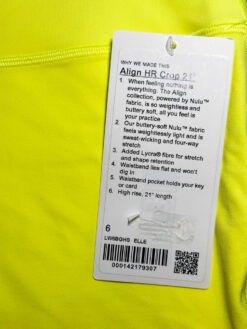 WHY WE MADE THIS
Align HR Crop 21"
1. When feeling nothing is
everything. The Align
collection, powered by Nulu™
fabric, is so weightless and
buttery soft, all you feel is
your practice
2. Our buttery-soft Nulu™ fabric
feels weightlessly light and is
sweat-wicking and four-way
stretch
3. Added Lycra® fibre for stretch
and shape retention
4. Waistband lies flat and won't
dig in
5. Waistband pocket holds your key
or card
6. High rise, 21" length
6
ELLE
000142179307